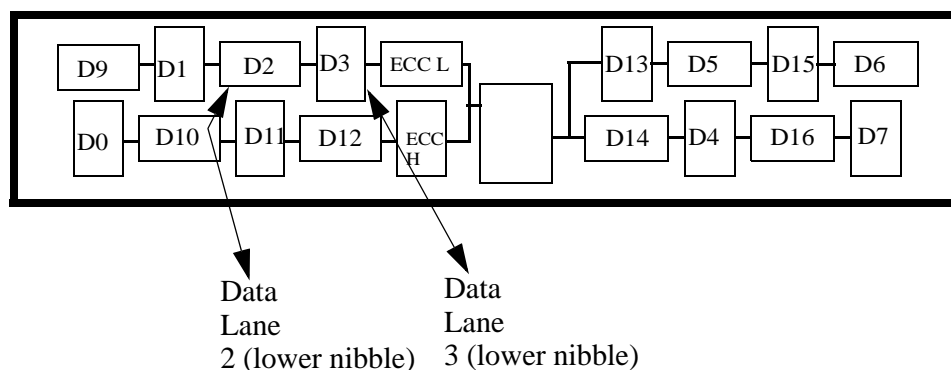 D9 D1 D2 D3 ECC L D13 D5 D15 D6
D0 D10 D11 D12 ECC D14 D4 D16 D7
H
Data Data
Lane Lane
2 (lower nibble) 3 (lower nibble)